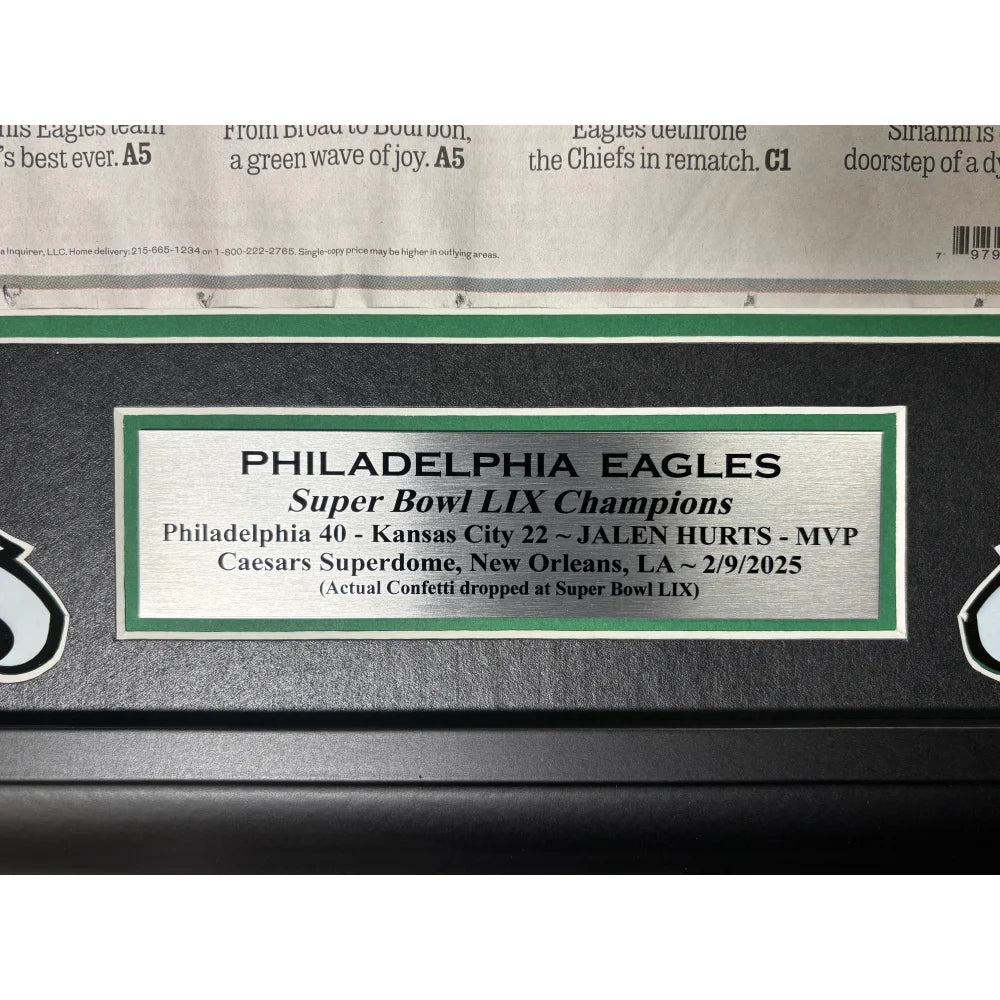 his Eagles team
's best ever. A5
From Broad to Bourbon,
a green wave of joy. A5
Eagles dethrone
the Chiefs in rematch. C1
Sirianni is
doorstep of a
Inquirer, LLC. Home delivery: 215-665-1234 or 1-800-222-2765. Single-copy price may be higher in outlying areas.
7 979
PHILADELPHIA EAGLES
Super Bowl LIX Champions
Philadelphia 40 - Kansas City 22 ~ JALEN HURTS - MVP
Caesars Superdome, New Orleans, LA ~ 2/9/2025
(Actual Confetti dropped at Super Bowl LIX)